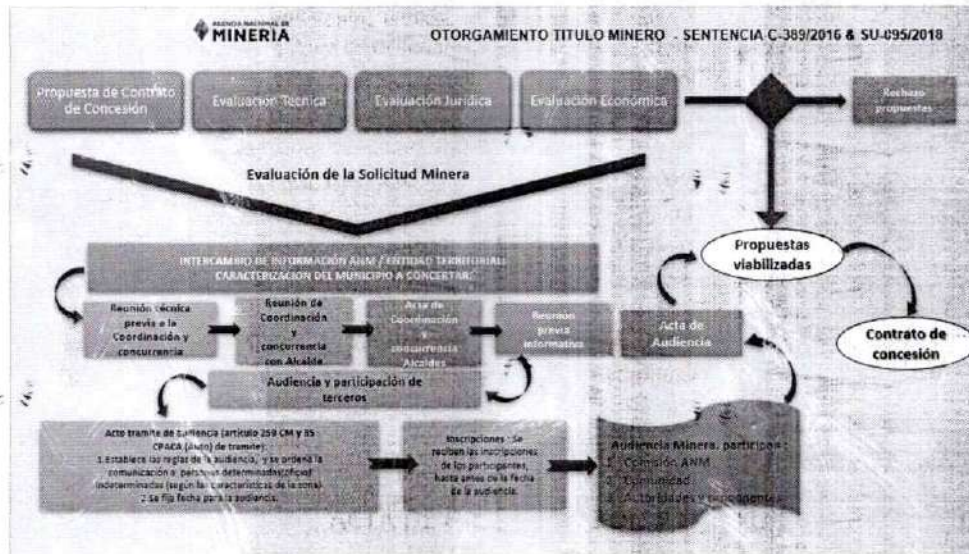 AGENCIA NACIONAL DE
MINERÍA
OTORGAMIENTO TITULO MINERO - SENTENCIA C-389/2016 & SU-095/2018
Propuesta de Contrato
de Concesión
Evaluación Técnica
Evaluación Jurídica
Evaluación Económica
Rechazo
propuestas
Evaluación de la Solicitud Minera
INTERCAMBIO DE INFORMACIÓN ANM / ENTIDAD TERRITORIAL:
CARACTERIZACION DEL MUNICIPIO A CONCERTAR.
Propuestas
viabilizadas
Reunión técnica
previa a la
Coordinación y
concurrencia
Reunión de
Coordinación
y
concurrencia
con Alcalde
Acta de
Coordinación
concurrencia
Alcaldes
Reunión
previa
informativa
Acta de
Audiencia
Contrato de
concesión
Audiencia y participación de
terceros
Acto tramite de audiencia (artículo 259 CM y 35
CPACA (Auto) de tramite):
1.Establece las reglas de la audiencia, y se ordena la
comunicación a personas determinadas(oficio)
indeterminadas (según las características de la zona).
2.Se fija fecha para la audiencia.
Inscripciones : Se
reciben las inscripciones
de los participantes,
hasta antes de la fecha
de la audiencia.
Audiencia Minera, participan :
1. Comisión ANM
2. Comunidad
3. Autoridades y